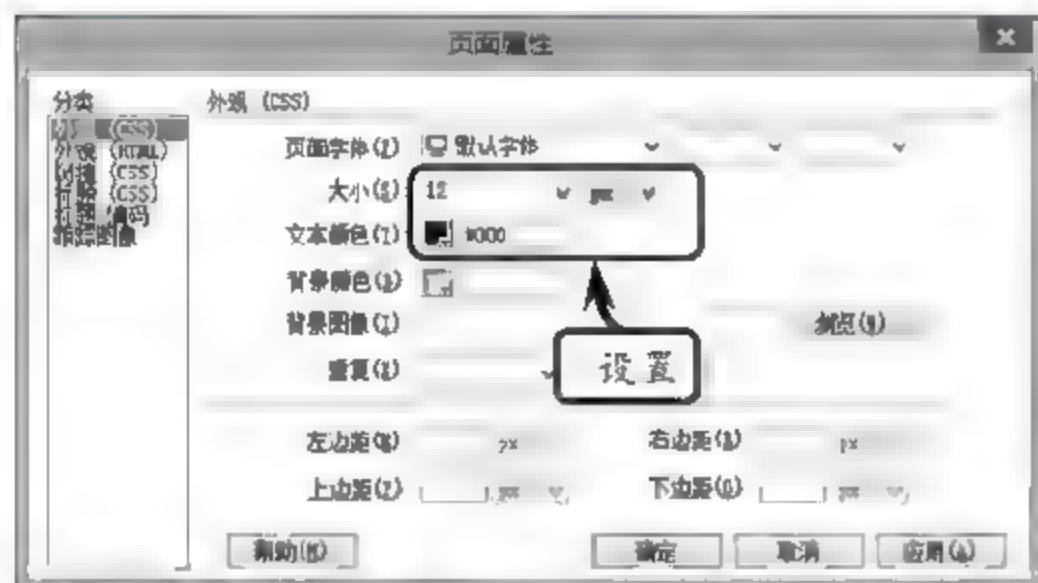 页面属性
分类
外观 (CSS)
外观 (CSS)
外观 (HTML)
链接 (CSS)
标题 (CSS)
跟踪图像
页面字体(F) 默认字体
大小(S) 12 px
文本颜色(T) #000
背景颜色(B)
背景图像(I) 浏览(W)
设置
重复(E)
左边距(M) px 右边距(R) px
上边距(P) px 下边距(O) px
帮助(H) 确定 取消 应用(A)